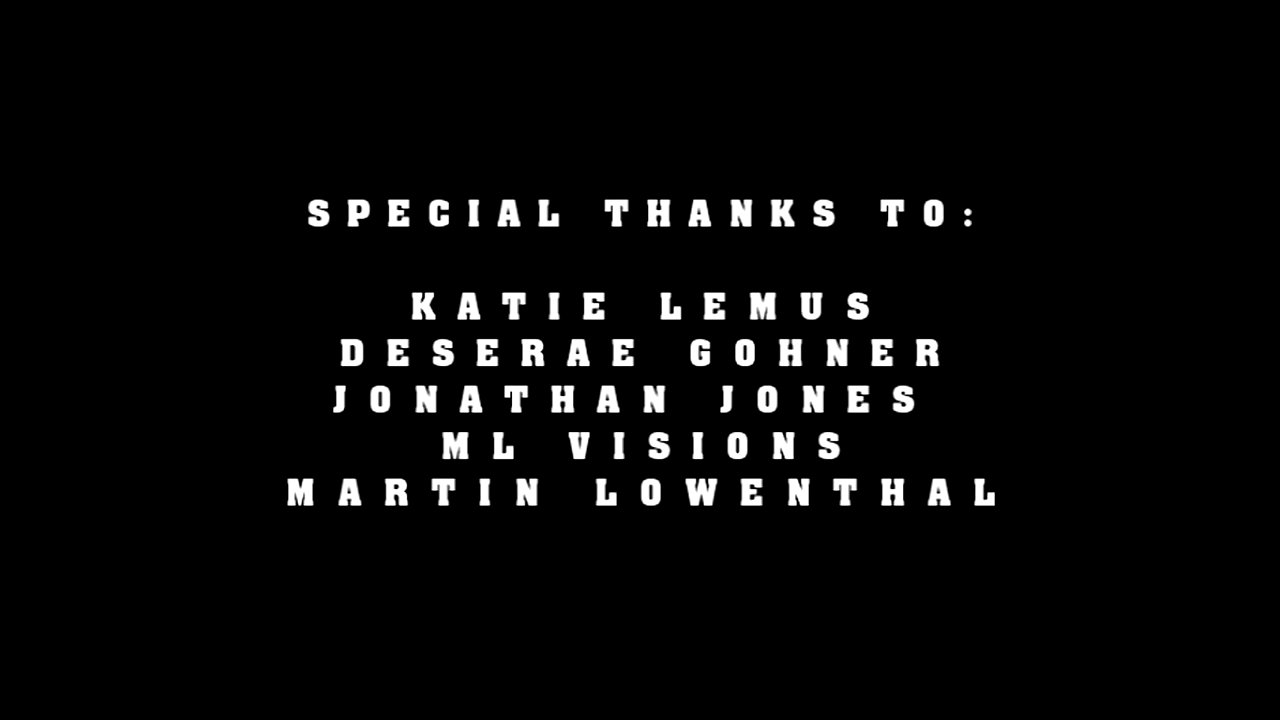 SPECIAL THANKS TO:
KATIE LEMUS
DESERAE GOHNER
JONATHAN JONES
ML VISIONS
MARTIN LOWENTHAL